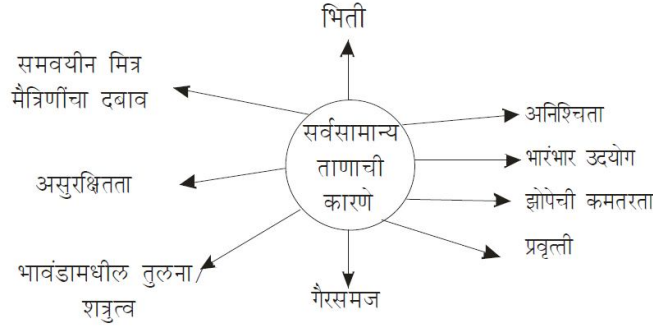 भिती
समवयीन मित्र
मैत्रिणींचा दबाव
सर्वसामान्य
ताणाची
कारणे
अनिश्चिता
भारंभार उदयोग
असुरक्षितता
झोपेची कमतरता
प्रवृत्ती
भावंडामधील तुलना
शत्रुत्व
गैरसमज